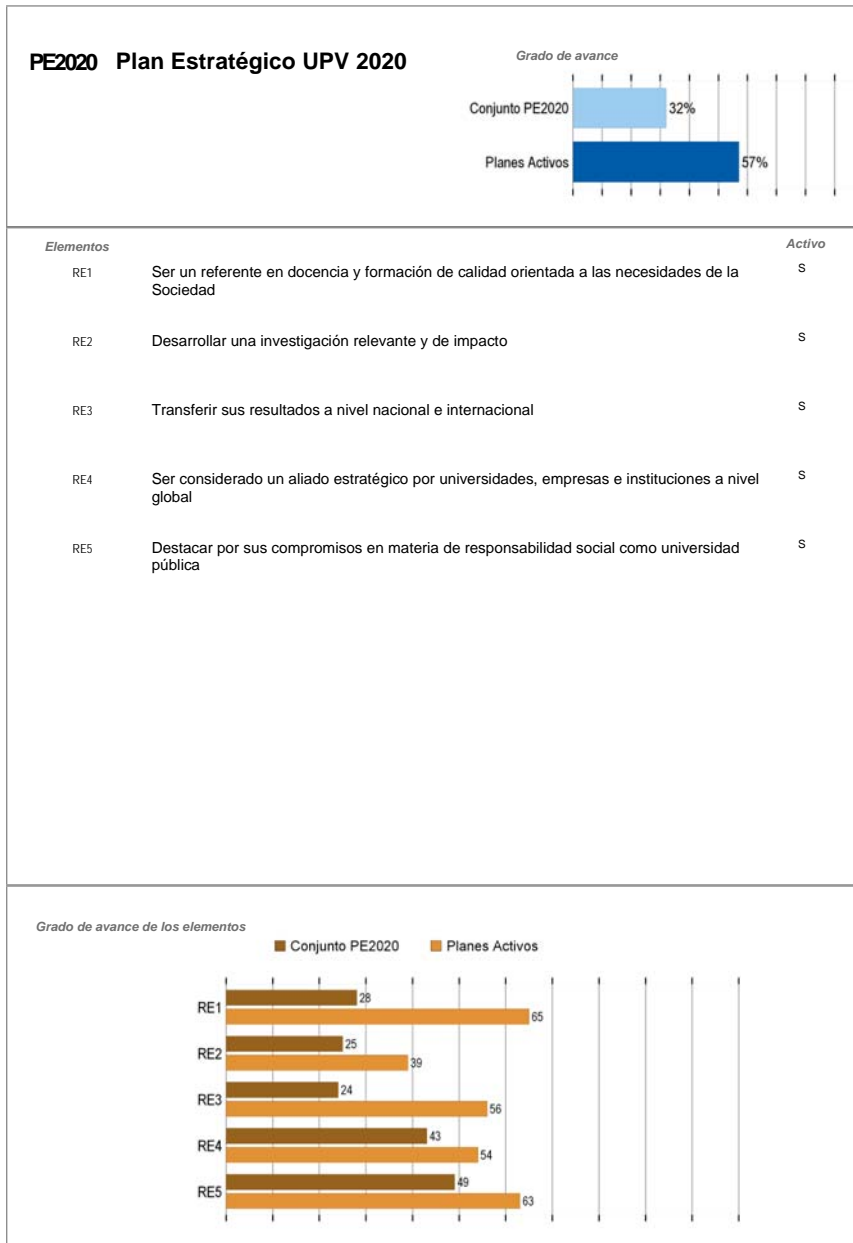 PE2020 Plan Estratégico UPV 2020
Grado de avance
Conjunto PE2020
32%
Planes Activos
57%
Elementos
Activo
RE1 Ser un referente en docencia y formación de calidad orientada a las necesidades de la S
Sociedad
RE2 Desarrollar una investigación relevante y de impacto S
RE3 Transferir sus resultados a nivel nacional e internacional S
RE4 Ser considerado un aliado estratégico por universidades, empresas e instituciones a nivel S
global
RE5 Destacar por sus compromisos en materia de responsabilidad social como universidad S
pública
Grado de avance de los elementos
Conjunto PE2020 Planes Activos
RE1
28
65
RE2
25
39
RE3
24
56
RE4
43
54
RE5
49
63